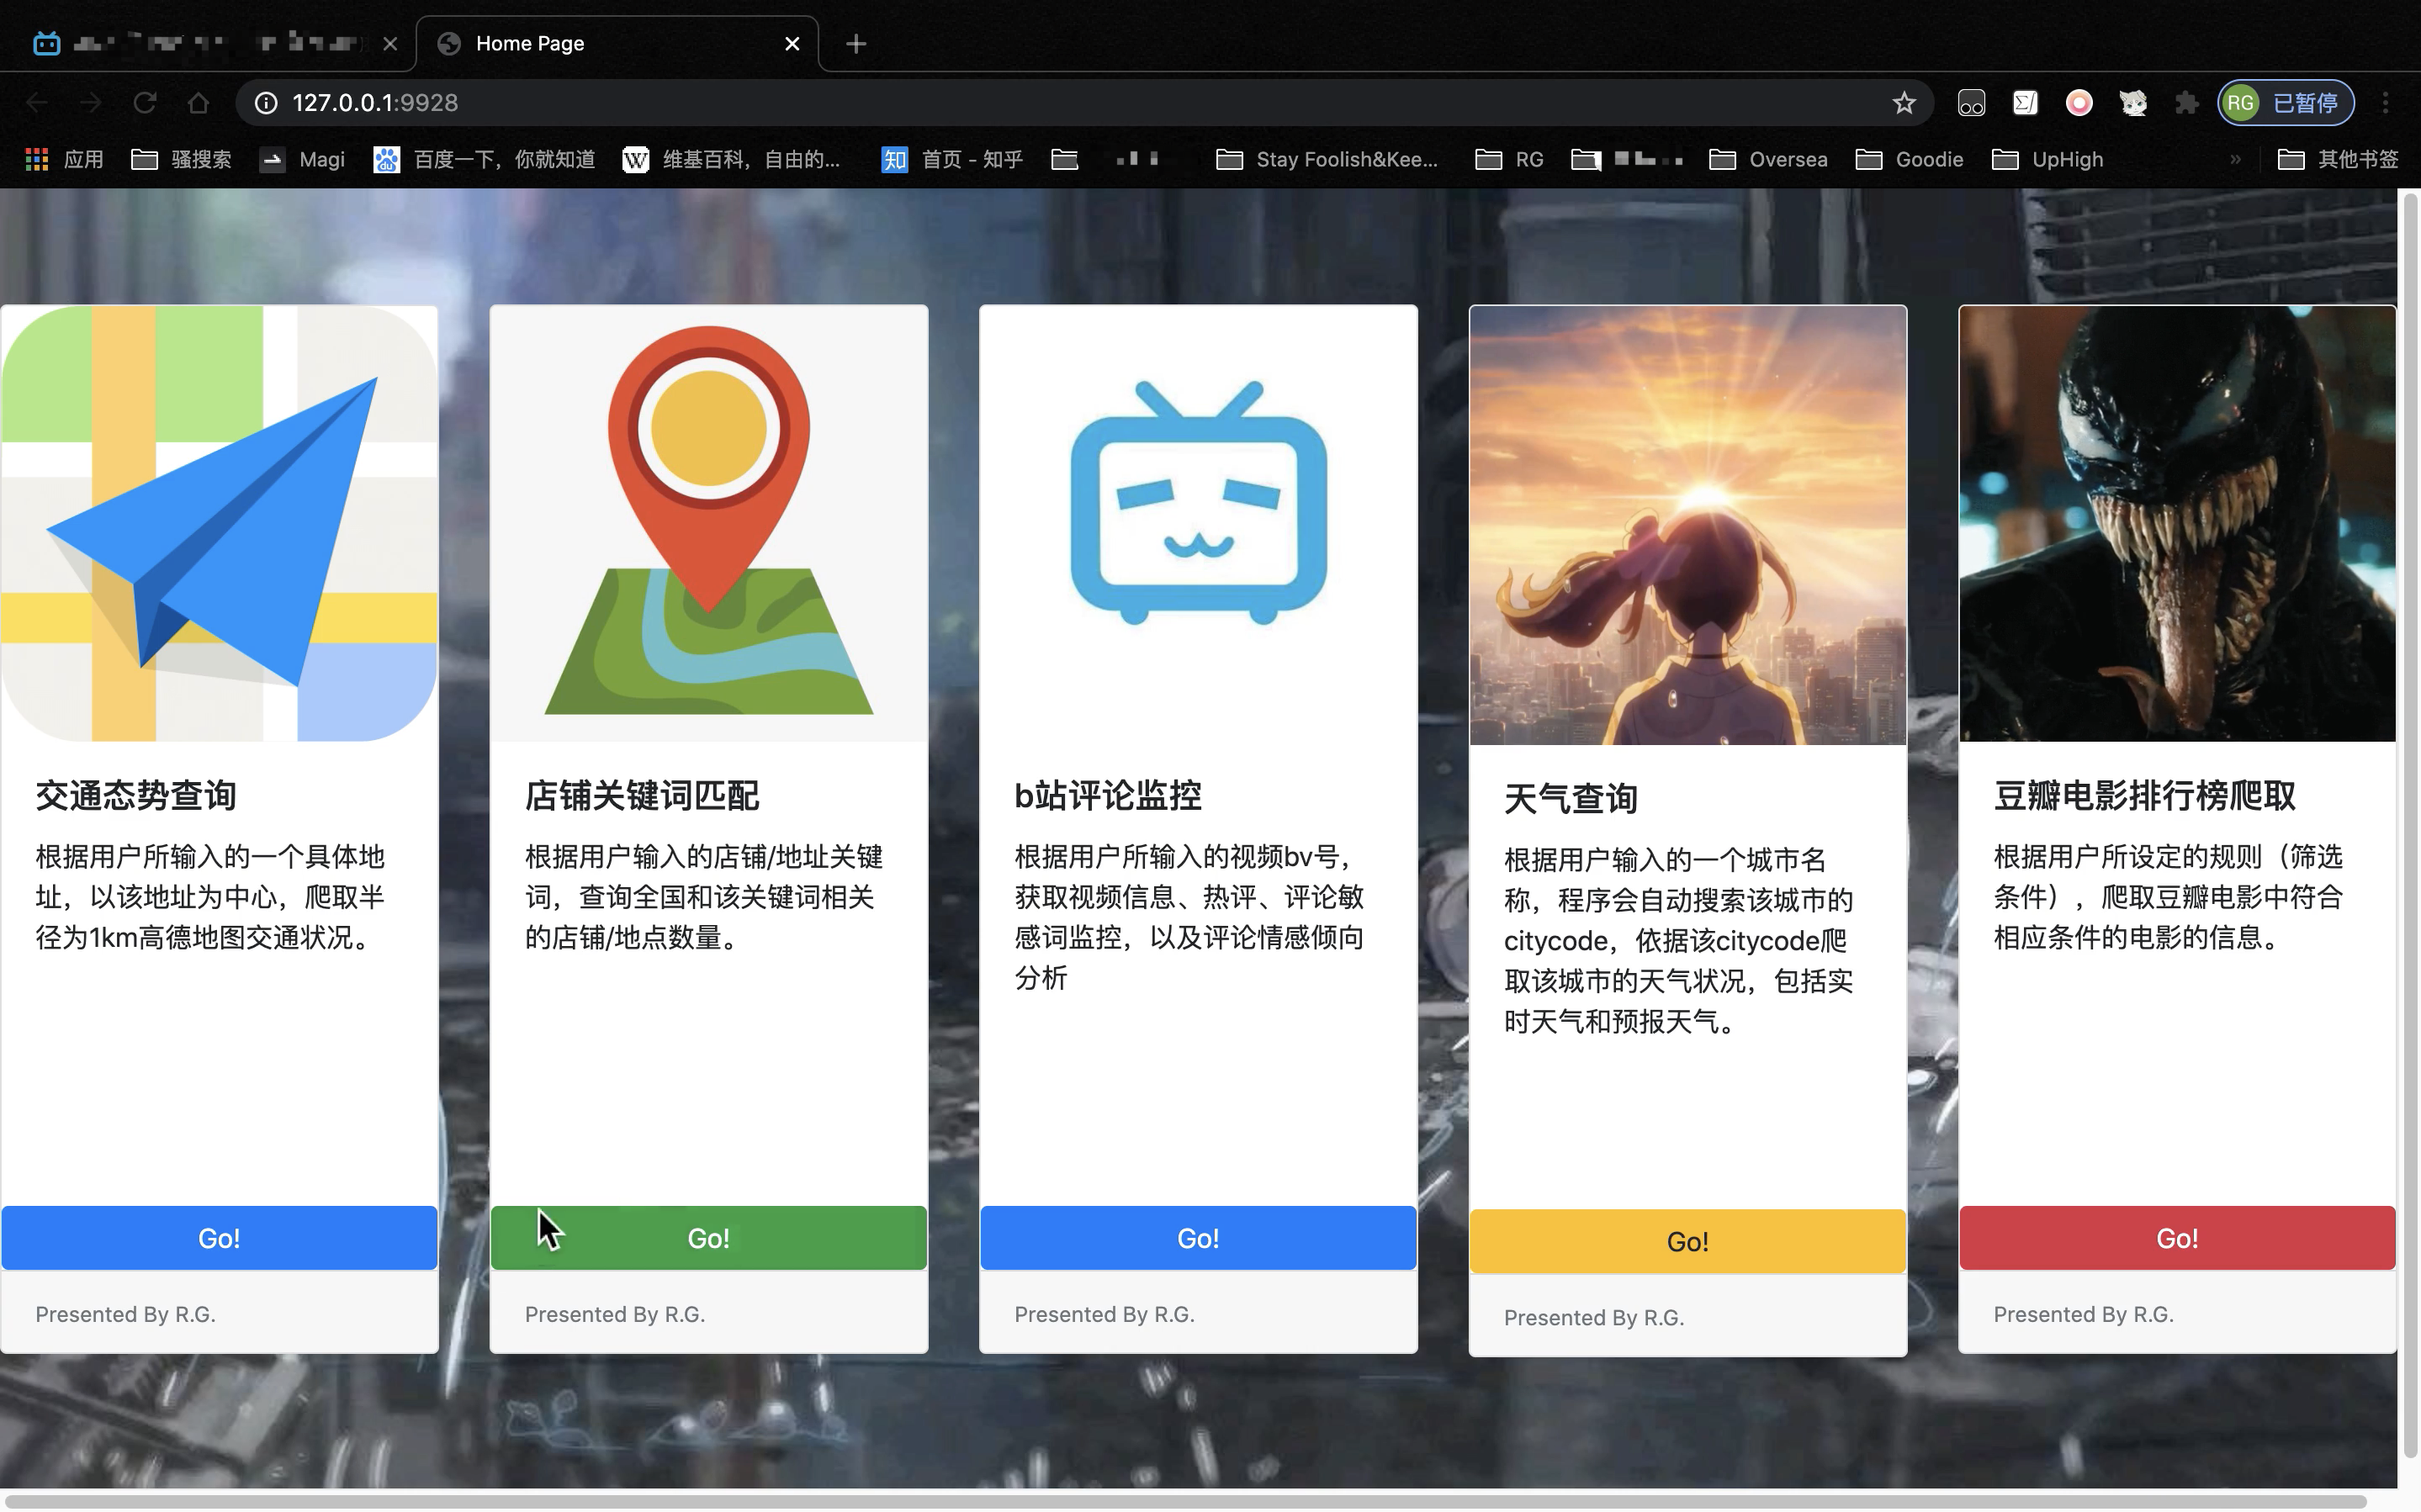 Home Page
127.0.0.1:9928
RG 已暂停
应用
骚搜索
Magi
du
百度一下，你就知道
W
维基百科，自由的...
知
首页 - 知乎
Stay Foolish&Kee...
RG
Oversea
Goodie
UpHigh
»
其他书签
交通态势查询
根据用户所输入的一个具体地
址，以该地址为中心，爬取半
径为1km高德地图交通状况。
Go!
Presented By R.G.
店铺关键词匹配
根据用户输入的店铺/地址关键
词，查询全国和该关键词相关
的店铺/地点数量。
Go!
Presented By R.G.
b站评论监控
根据用户所输入的视频bv号，
获取视频信息、热评、评论敏
感词监控，以及评论情感倾向
分析
Go!
Presented By R.G.
天气查询
根据用户输入的一个城市名
称，程序会自动搜索该城市的
citycode，依据该citycode爬
取该城市的天气状况，包括实
时天气和预报天气。
Go!
Presented By R.G.
豆瓣电影排行榜爬取
根据用户所设定的规则（筛选
条件），爬取豆瓣电影中符合
相应条件的电影的信息。
Go!
Presented By R.G.